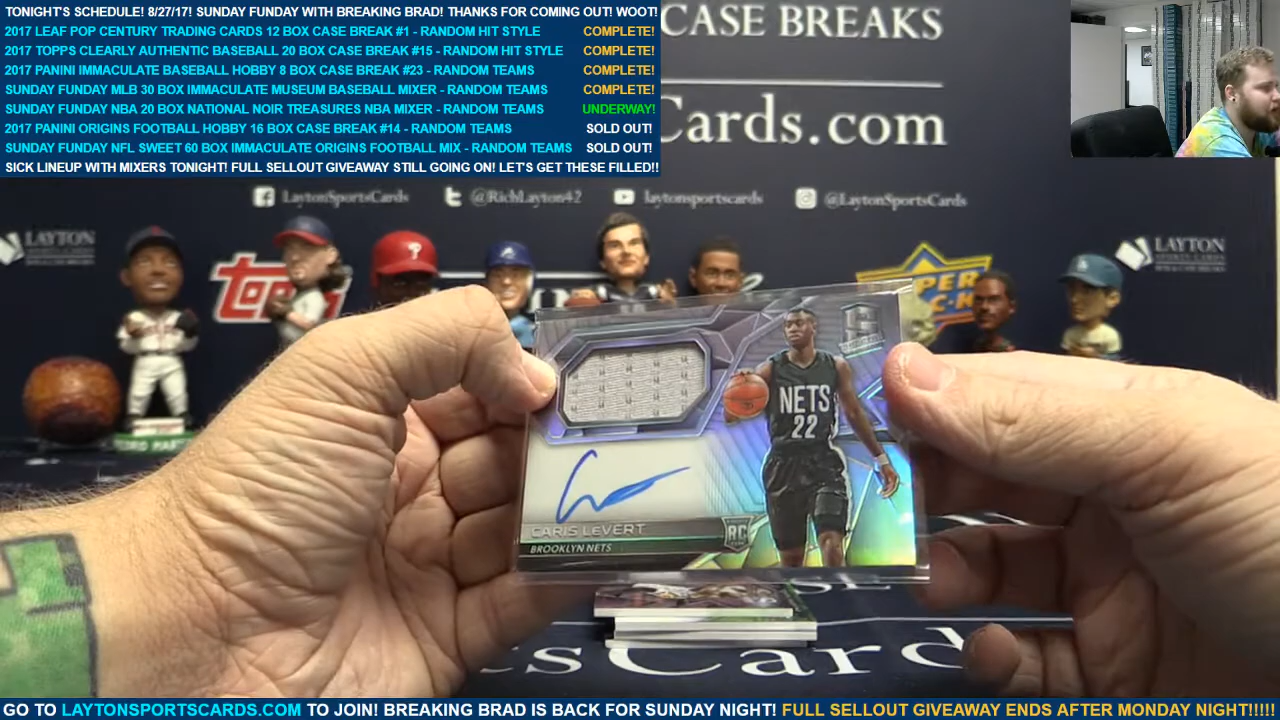 TONIGHT'S SCHEDULE! 8/27/17! SUNDAY FUNDAY WITH BREAKING BRAD! THANKS FOR COMING OUT! WOOT!
2017 LEAF POP CENTURY TRADING CARDS 12 BOX CASE BREAK #1 - RANDOM HIT STYLE COMPLETE!
2017 TOPPS CLEARLY AUTHENTIC BASEBALL 20 BOX CASE BREAK #15 - RANDOM HIT STYLE COMPLETE!
2017 PANINI IMMACULATE BASEBALL HOBBY 8 BOX CASE BREAK #23 - RANDOM TEAMS COMPLETE!
SUNDAY FUNDAY MLB 30 BOX IMMACULATE MUSEUM BASEBALL MIXER - RANDOM TEAMS COMPLETE!
SUNDAY FUNDAY NBA 20 BOX NATIONAL NOIR TREASURES NBA MIXER - RANDOM TEAMS UNDERWAY!
2017 PANINI ORIGINS FOOTBALL HOBBY 16 BOX CASE BREAK #14 - RANDOM TEAMS SOLD OUT!
SUNDAY FUNDAY NFL SWEET 60 BOX IMMACULATE ORIGINS FOOTBALL MIX - RANDOM TEAMS SOLD OUT!
SICK LINEUP WITH MIXERS TONIGHT! FULL SELLOUT GIVEAWAY STILL GOING ON! LET'S GET THESE FILLED!!
CASE BREAKS
Cards.com
LaytonSportsCards @RichLayton42 laytonsportscards @LaytonSportsCards
LAYTON
LAYTON
Topps
NETS
22
CARIS LEVERT
RC
BROOKLYN NETS
SE
tsCard
GO TO LAYTONSPORTSCARDS.COM TO JOIN! BREAKING BRAD IS BACK FOR SUNDAY NIGHT! FULL SELLOUT GIVEAWAY ENDS AFTER MONDAY NIGHT!!!!!